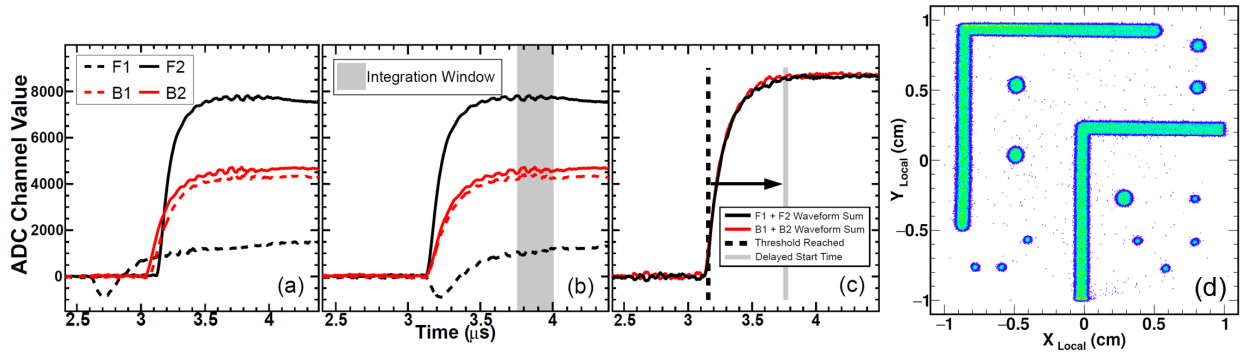 ADC Channel Value
8000
6000
4000
2000
0
F1 F2
B1 B2
(a)
2.5 3 3.5 4
Integration Window
(b)
2.5 3 3.5 4
Time (μs)
F1 + F2 Waveform Sum
B1 + B2 Waveform Sum
Threshold Reached
Delayed Start Time
(c)
2.5 3 3.5 4
Y Local (cm)
1
0.5
0
−0.5
−1
(d)
−1 −0.5 0 0.5 1
X Local (cm)